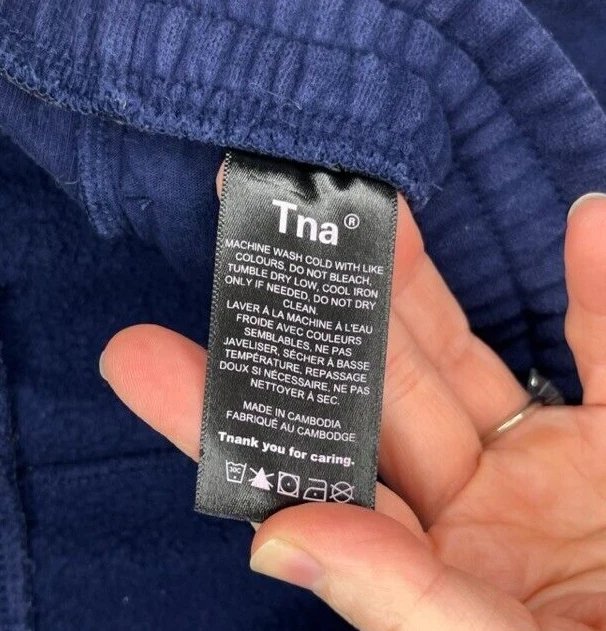 Tna®
MACHINE WASH COLD WITH LIKE
COLOURS, DO NOT BLEACH,
TUMBLE DRY LOW, COOL IRON
ONLY IF NEEDED, DO NOT DRY
CLEAN.
LAVER À LA MACHINE À L'EAU
FROIDE AVEC COULEURS
SEMBLABLES, NE PAS
JAVELISER, SÉCHER À BASSE
TEMPÉRATURE, REPASSAGE
DOUX SI NÉCESSAIRE, NE PAS
NETTOYER À SEC.
MADE IN CAMBODIA
FABRIQUÉ AU CAMBODGE
Tnank you for caring.
30C